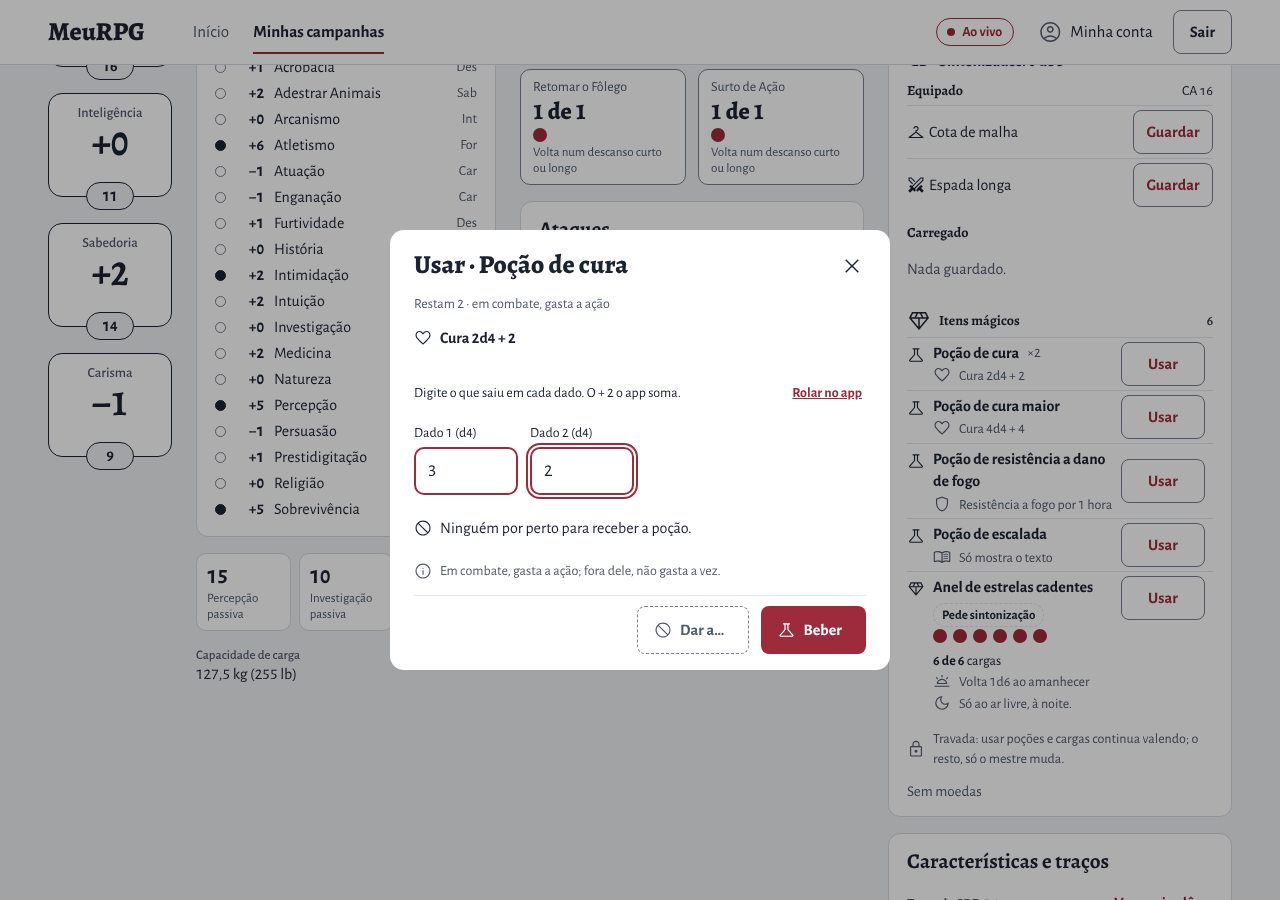 MeuRPG
Início
Minhas campanhas
Ao vivo
Minha conta
Sair
16
Inteligência
+0
11
Sabedoria
+2
14
Carisma
−1
9
+1 Acrobacia Des
+2 Adestrar Animais Sab
+0 Arcanismo Int
+6 Atletismo For
−1 Atuação Car
−1 Enganação Car
+1 Furtividade Des
+0 História
+2 Intimidação
+2 Intuição
+0 Investigação
+2 Medicina
+0 Natureza
+5 Percepção
−1 Persuasão
+1 Prestidigitação
+0 Religião
+5 Sobrevivência
15
Percepção
passiva
10
Investigação
passiva
Capacidade de carga
127,5 kg (255 lb)
Retomar o Fôlego
1 de 1
Volta num descanso curto
ou longo
Surto de Ação
1 de 1
Volta num descanso curto
ou longo
Ataques
Usar · Poção de cura
Restam 2 · em combate, gasta a ação
Cura 2d4 + 2
Digite o que saiu em cada dado. O + 2 o app soma.
Rolar no app
Dado 1 (d4)
3
Dado 2 (d4)
2
Ninguém por perto para receber a poção.
Em combate, gasta a ação; fora dele, não gasta a vez.
Dar a…
Beber
Equipado CA 16
Cota de malha
Guardar
Espada longa
Guardar
Carregado
Nada guardado.
Itens mágicos 6
Poção de cura ×2
Cura 2d4 + 2
Usar
Poção de cura maior
Cura 4d4 + 4
Usar
Poção de resistência a dano
de fogo
Resistência a fogo por 1 hora
Usar
Poção de escalada
Só mostra o texto
Usar
Anel de estrelas cadentes
Usar
Pede sintonização
6 de 6 cargas
Volta 1d6 ao amanhecer
Só ao ar livre, à noite.
Travada: usar poções e cargas continua valendo; o
resto, só o mestre muda.
Sem moedas
Características e traços